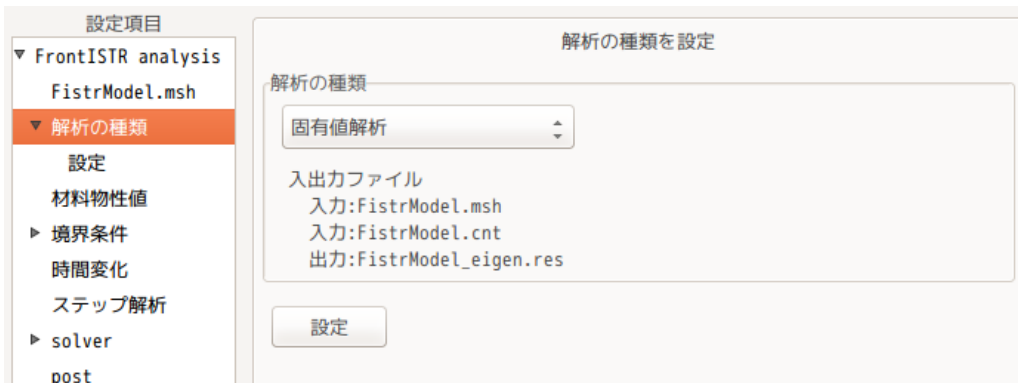 設定項目
FrontISTR analysis
FistrModel.msh
解析の種類
設定
材料物性値
境界条件
時間変化
ステップ解析
solver
post
解析の種類を設定
解析の種類
固有値解析
入出力ファイル
入力:FistrModel.msh
入力:FistrModel.cnt
出力:FistrModel_eigen.res
設定